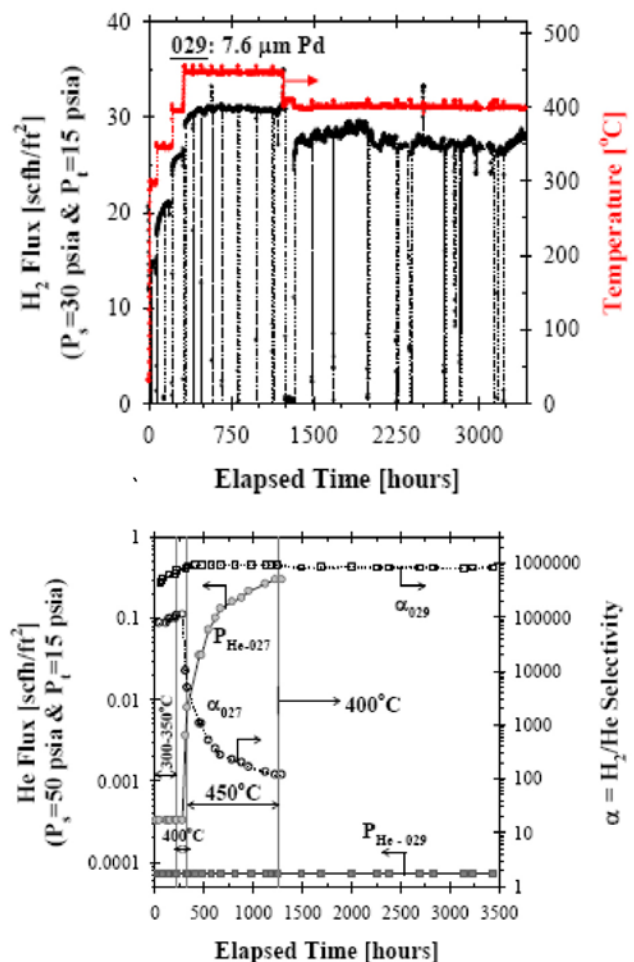 40
30
20
10
0
500
400
300
200
100
0
029: 7.6 μm Pd
H₂ Flux [scfh/ft²]
(Pₛ=30 psia & Pₜ=15 psia)
Temperature [°C]
0 750 1500 2250 3000
Elapsed Time [hours]
1
0.1
0.01
0.001
0.0001
1000000
100000
10000
1000
100
10
1
He Flux [scfh/ft²]
(Pₛ=50 psia & Pₜ=15 psia)
α = H₂/He Selectivity
α029
PHe-027
α027
400°C
300-350°C
450°C
400°C
PHe - 029
0 500 1000 1500 2000 2500 3000 3500
Elapsed Time [hours]